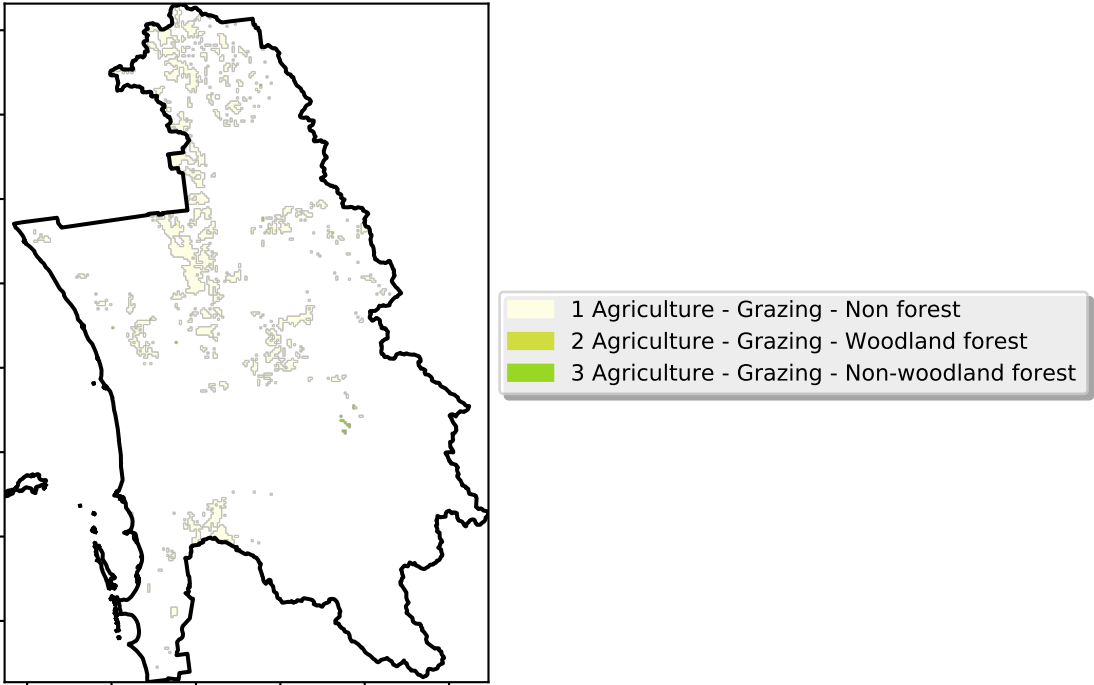 1 Agriculture - Grazing - Non forest
2 Agriculture - Grazing - Woodland forest
3 Agriculture - Grazing - Non-woodland forest